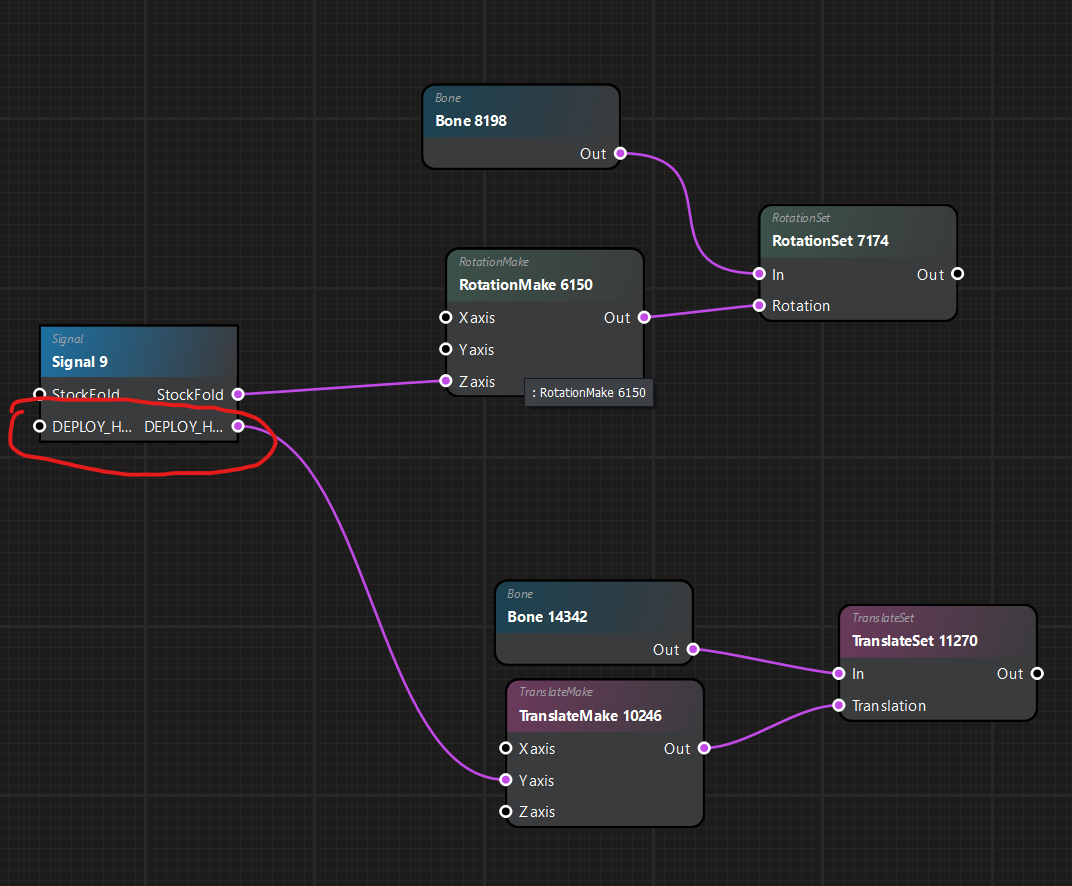 Bone
Bone 8198
Out
RotationSet
RotationSet 7174
In Out
Rotation
RotationMake
RotationMake 6150
Xaxis Out
Yaxis
Zaxis
: RotationMake 6150
Signal
Signal 9
StockFold StockFold
DEPLOY_H... DEPLOY_H...
Bone
Bone 14342
Out
TranslateSet
TranslateSet 11270
In Out
Translation
TranslateMake
TranslateMake 10246
Xaxis Out
Yaxis
Zaxis